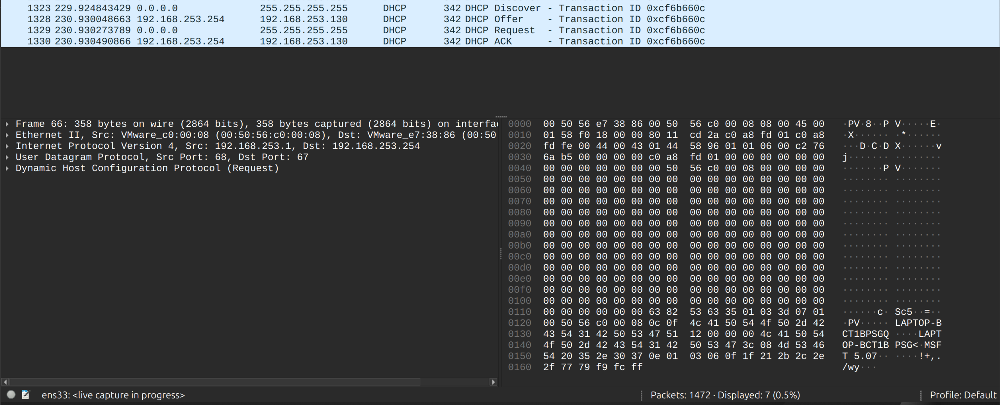 1323 229.924843429 0.0.0.0 255.255.255.255 DHCP 342 DHCP Discover - Transaction ID 0xcf6b660c
1328 230.930048663 192.168.253.254 192.168.253.130 DHCP 342 DHCP Offer - Transaction ID 0xcf6b660c
1329 230.930273789 0.0.0.0 255.255.255.255 DHCP 342 DHCP Request - Transaction ID 0xcf6b660c
1330 230.930490866 192.168.253.254 192.168.253.130 DHCP 342 DHCP ACK - Transaction ID 0xcf6b660c
Frame 66: 358 bytes on wire (2864 bits), 358 bytes captured (2864 bits) on interfac
Ethernet II, Src: VMware_c0:00:08 (00:50:56:c0:00:08), Dst: VMware_e7:38:86 (00:50
Internet Protocol Version 4, Src: 192.168.253.1, Dst: 192.168.253.254
User Datagram Protocol, Src Port: 68, Dst Port: 67
Dynamic Host Configuration Protocol (Request)
0000 00 50 56 e7 38 86 00 50 56 c0 00 08 08 00 45 00 ·PV·8··P V·····E·
0010 01 58 f0 18 00 00 80 11 cd 2a c0 a8 fd 01 c0 a8 ·X······ ·*······
0020 fd fe 00 44 00 43 01 44 58 96 01 01 06 00 c2 76 ···D·C·D X······v
0030 6a b5 00 00 00 00 c0 a8 fd 01 00 00 00 00 00 00 j······· ········
0040 00 00 00 00 00 00 00 50 56 c0 00 08 00 00 00 00 ·······P V·······
0050 00 00 00 00 00 00 00 00 00 00 00 00 00 00 00 00 ········ ········
0060 00 00 00 00 00 00 00 00 00 00 00 00 00 00 00 00 ········ ········
0070 00 00 00 00 00 00 00 00 00 00 00 00 00 00 00 00 ········ ········
0080 00 00 00 00 00 00 00 00 00 00 00 00 00 00 00 00 ········ ········
0090 00 00 00 00 00 00 00 00 00 00 00 00 00 00 00 00 ········ ········
00a0 00 00 00 00 00 00 00 00 00 00 00 00 00 00 00 00 ········ ········
00b0 00 00 00 00 00 00 00 00 00 00 00 00 00 00 00 00 ········ ········
00c0 00 00 00 00 00 00 00 00 00 00 00 00 00 00 00 00 ········ ········
00d0 00 00 00 00 00 00 00 00 00 00 00 00 00 00 00 00 ········ ········
00e0 00 00 00 00 00 00 00 00 00 00 00 00 00 00 00 00 ········ ········
00f0 00 00 00 00 00 00 00 00 00 00 00 00 00 00 00 00 ········ ········
0100 00 00 00 00 00 00 00 00 00 00 00 00 00 00 00 00 ········ ········
0110 00 00 00 00 00 00 63 82 53 63 35 01 03 3d 07 01 ······c· Sc5··=··
0120 00 50 56 c0 00 08 0c 0f 4c 41 50 54 4f 50 2d 42 ·PV····· LAPTOP-B
0130 43 54 31 42 50 53 47 51 12 00 00 00 4c 41 50 54 CT1BPSGQ ····LAPT
0140 4f 50 2d 42 43 54 31 42 50 53 47 3c 08 4d 53 46 OP-BCT1B PSG<·MSF
0150 54 20 35 2e 30 37 0e 01 03 06 0f 1f 21 2b 2c 2e T 5.07·· ····!+,.
0160 2f 77 79 f9 fc ff /wy···
ens33: <live capture in progress>
Packets: 1472 · Displayed: 7 (0.5%)
Profile: Default